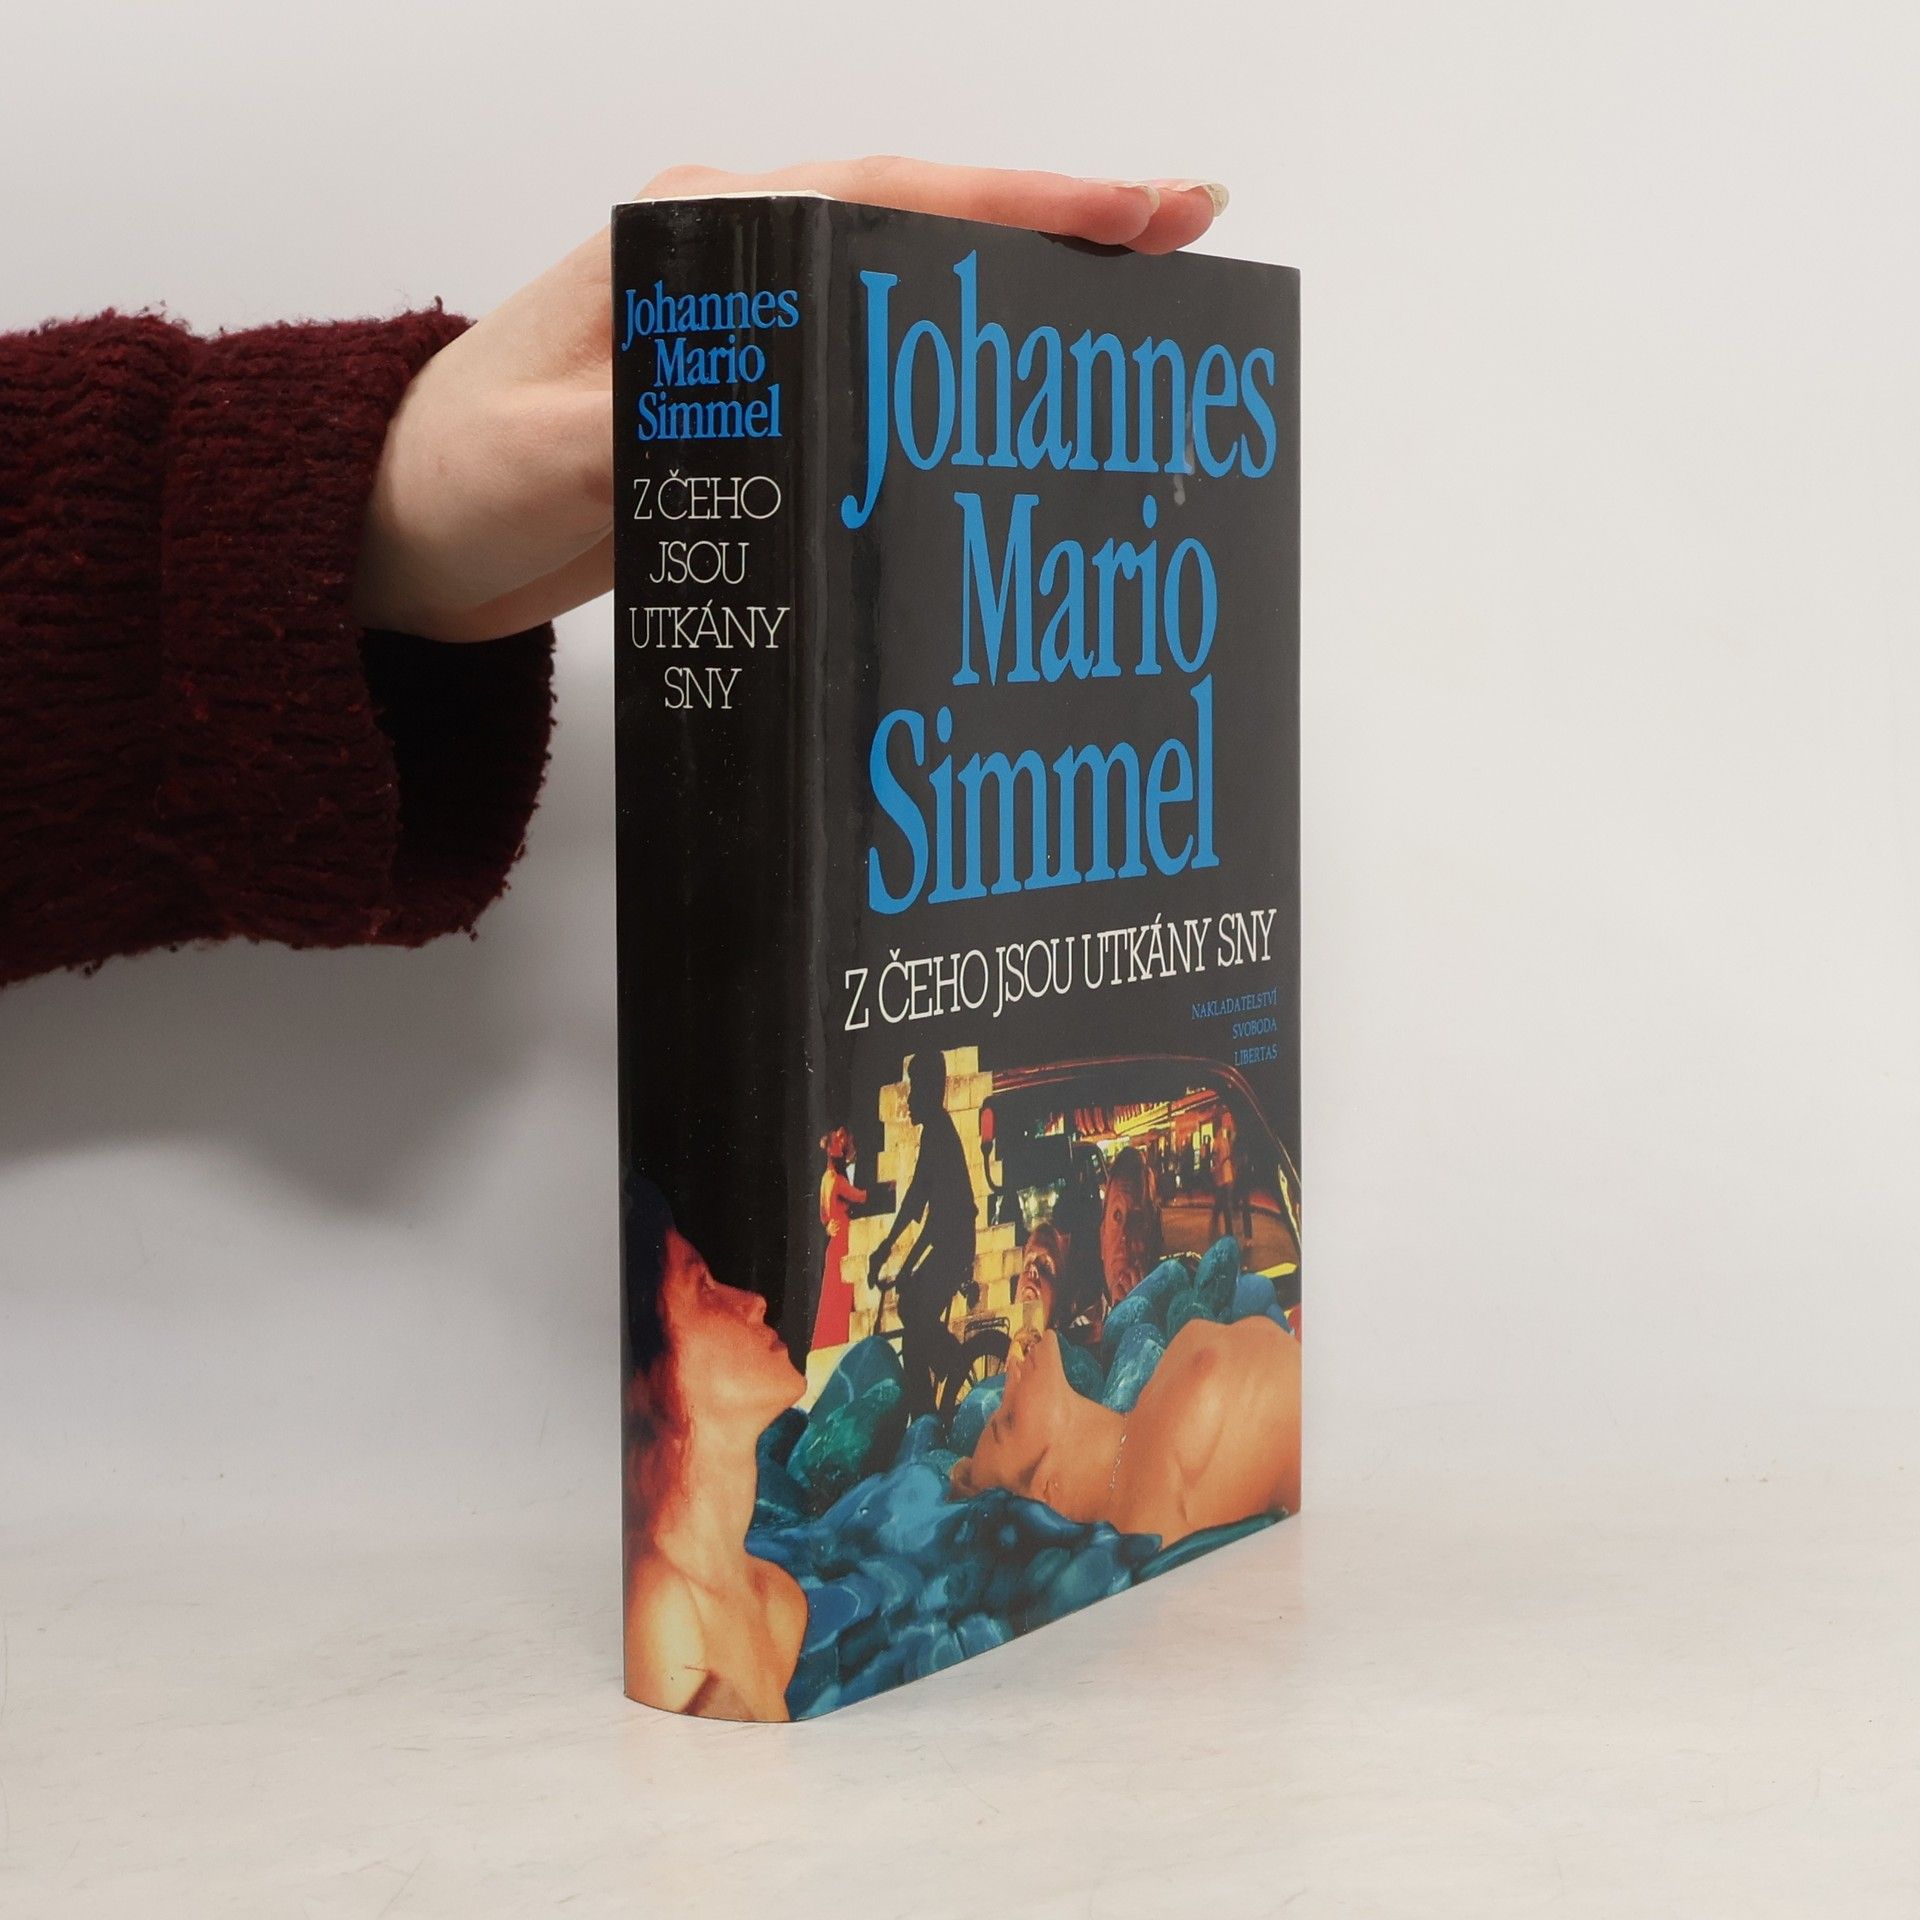 Johannes
Mario
Simmel
Z ČEHO
JSOU
UTKÁNY
SNY
Johannes
Mario
Simmel
Z ČEHO JSOU UTKÁNY SNY
NAKLADATELSTVÍ
SVOBODA
LIBERTAS